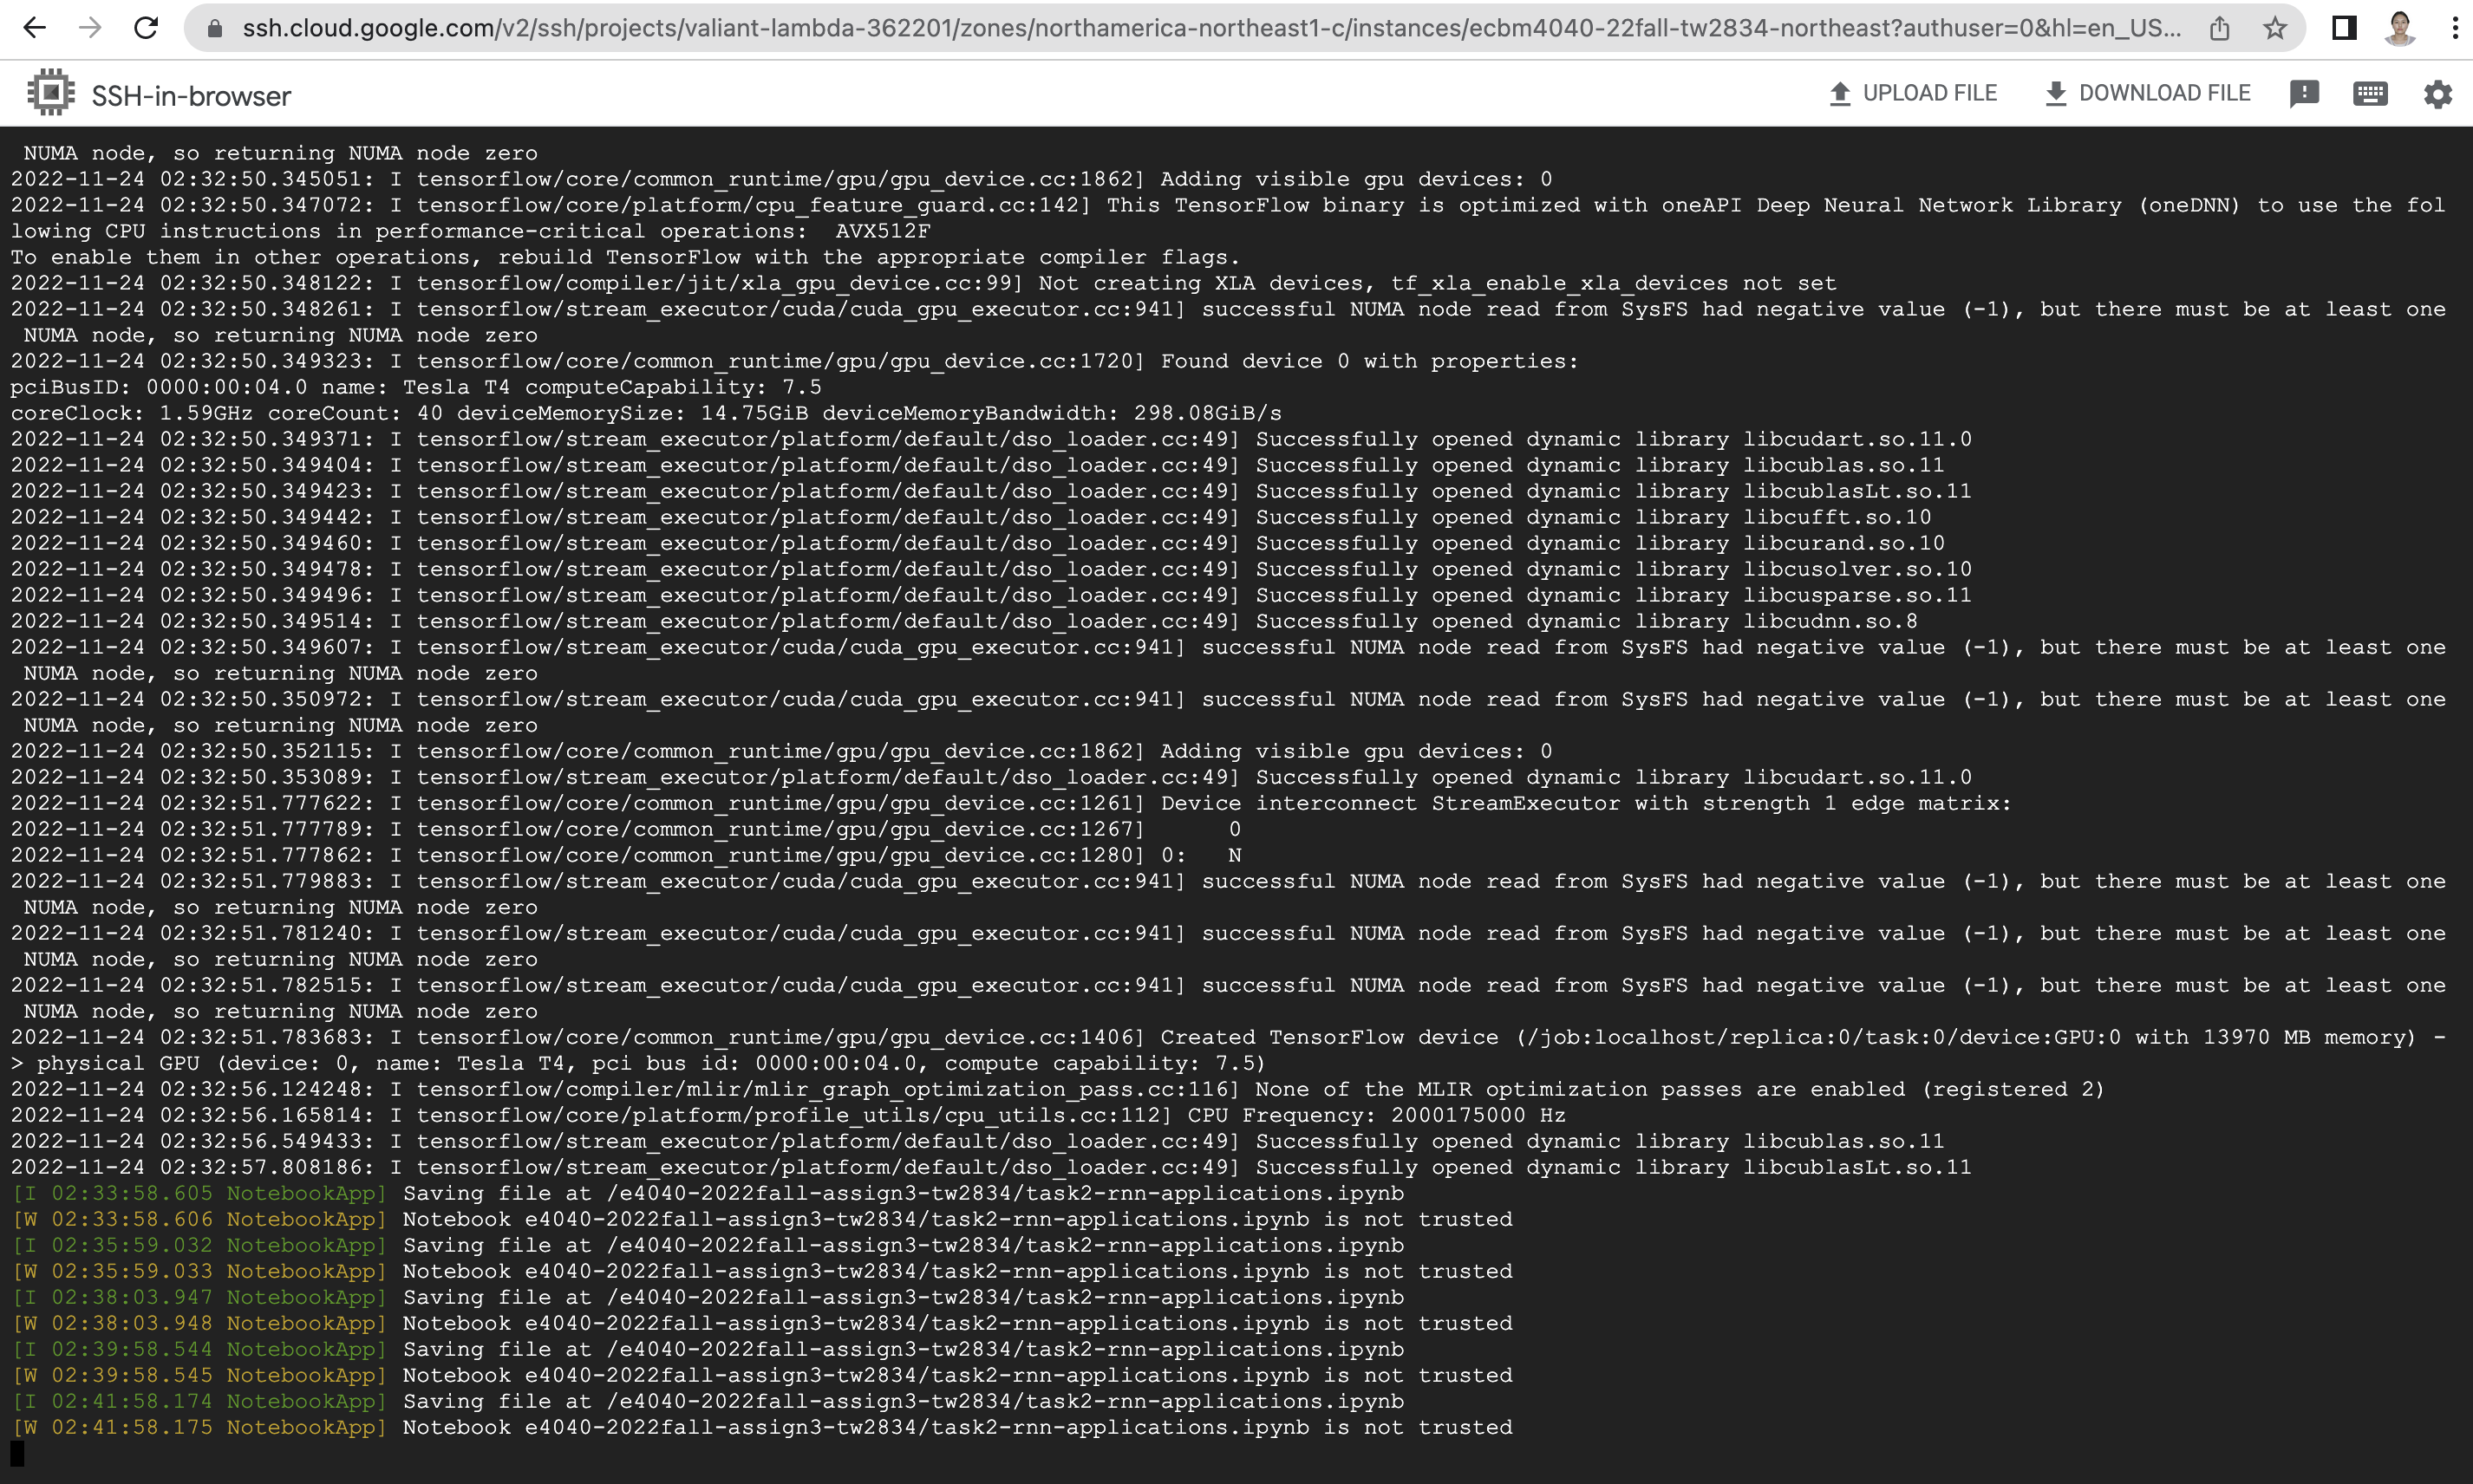 ssh.cloud.google.com/v2/ssh/projects/valiant-lambda-362201/zones/northamerica-northeast1-c/instances/ecbm4040-22fall-tw2834-northeast?authuser=0&hl=en_US...
SSH-in-browser
UPLOAD FILE
DOWNLOAD FILE
NUMA node, so returning NUMA node zero
2022-11-24 02:32:50.345051: I tensorflow/core/common_runtime/gpu/gpu_device.cc:1862] Adding visible gpu devices: 0
2022-11-24 02:32:50.347072: I tensorflow/core/platform/cpu_feature_guard.cc:142] This TensorFlow binary is optimized with oneAPI Deep Neural Network Library (oneDNN) to use the fol
lowing CPU instructions in performance-critical operations:  AVX512F
To enable them in other operations, rebuild TensorFlow with the appropriate compiler flags.
2022-11-24 02:32:50.348122: I tensorflow/compiler/jit/xla_gpu_device.cc:99] Not creating XLA devices, tf_xla_enable_xla_devices not set
2022-11-24 02:32:50.348261: I tensorflow/stream_executor/cuda/cuda_gpu_executor.cc:941] successful NUMA node read from SysFS had negative value (-1), but there must be at least one
NUMA node, so returning NUMA node zero
2022-11-24 02:32:50.349323: I tensorflow/core/common_runtime/gpu/gpu_device.cc:1720] Found device 0 with properties:
pciBusID: 0000:00:04.0 name: Tesla T4 computeCapability: 7.5
coreClock: 1.59GHz coreCount: 40 deviceMemorySize: 14.75GiB deviceMemoryBandwidth: 298.08GiB/s
2022-11-24 02:32:50.349371: I tensorflow/stream_executor/platform/default/dso_loader.cc:49] Successfully opened dynamic library libcudart.so.11.0
2022-11-24 02:32:50.349404: I tensorflow/stream_executor/platform/default/dso_loader.cc:49] Successfully opened dynamic library libcublas.so.11
2022-11-24 02:32:50.349423: I tensorflow/stream_executor/platform/default/dso_loader.cc:49] Successfully opened dynamic library libcublasLt.so.11
2022-11-24 02:32:50.349442: I tensorflow/stream_executor/platform/default/dso_loader.cc:49] Successfully opened dynamic library libcufft.so.10
2022-11-24 02:32:50.349460: I tensorflow/stream_executor/platform/default/dso_loader.cc:49] Successfully opened dynamic library libcurand.so.10
2022-11-24 02:32:50.349478: I tensorflow/stream_executor/platform/default/dso_loader.cc:49] Successfully opened dynamic library libcusolver.so.10
2022-11-24 02:32:50.349496: I tensorflow/stream_executor/platform/default/dso_loader.cc:49] Successfully opened dynamic library libcusparse.so.11
2022-11-24 02:32:50.349514: I tensorflow/stream_executor/platform/default/dso_loader.cc:49] Successfully opened dynamic library libcudnn.so.8
2022-11-24 02:32:50.349607: I tensorflow/stream_executor/cuda/cuda_gpu_executor.cc:941] successful NUMA node read from SysFS had negative value (-1), but there must be at least one
NUMA node, so returning NUMA node zero
2022-11-24 02:32:50.350972: I tensorflow/stream_executor/cuda/cuda_gpu_executor.cc:941] successful NUMA node read from SysFS had negative value (-1), but there must be at least one
NUMA node, so returning NUMA node zero
2022-11-24 02:32:50.352115: I tensorflow/core/common_runtime/gpu/gpu_device.cc:1862] Adding visible gpu devices: 0
2022-11-24 02:32:50.353089: I tensorflow/stream_executor/platform/default/dso_loader.cc:49] Successfully opened dynamic library libcudart.so.11.0
2022-11-24 02:32:51.777622: I tensorflow/core/common_runtime/gpu/gpu_device.cc:1261] Device interconnect StreamExecutor with strength 1 edge matrix:
2022-11-24 02:32:51.777789: I tensorflow/core/common_runtime/gpu/gpu_device.cc:1267]      0
2022-11-24 02:32:51.777862: I tensorflow/core/common_runtime/gpu/gpu_device.cc:1280] 0:   N
2022-11-24 02:32:51.779883: I tensorflow/stream_executor/cuda/cuda_gpu_executor.cc:941] successful NUMA node read from SysFS had negative value (-1), but there must be at least one
NUMA node, so returning NUMA node zero
2022-11-24 02:32:51.781240: I tensorflow/stream_executor/cuda/cuda_gpu_executor.cc:941] successful NUMA node read from SysFS had negative value (-1), but there must be at least one
NUMA node, so returning NUMA node zero
2022-11-24 02:32:51.782515: I tensorflow/stream_executor/cuda/cuda_gpu_executor.cc:941] successful NUMA node read from SysFS had negative value (-1), but there must be at least one
NUMA node, so returning NUMA node zero
2022-11-24 02:32:51.783683: I tensorflow/core/common_runtime/gpu/gpu_device.cc:1406] Created TensorFlow device (/job:localhost/replica:0/task:0/device:GPU:0 with 13970 MB memory) -
> physical GPU (device: 0, name: Tesla T4, pci bus id: 0000:00:04.0, compute capability: 7.5)
2022-11-24 02:32:56.124248: I tensorflow/compiler/mlir/mlir_graph_optimization_pass.cc:116] None of the MLIR optimization passes are enabled (registered 2)
2022-11-24 02:32:56.165814: I tensorflow/core/platform/profile_utils/cpu_utils.cc:112] CPU Frequency: 2000175000 Hz
2022-11-24 02:32:56.549433: I tensorflow/stream_executor/platform/default/dso_loader.cc:49] Successfully opened dynamic library libcublas.so.11
2022-11-24 02:32:57.808186: I tensorflow/stream_executor/platform/default/dso_loader.cc:49] Successfully opened dynamic library libcublasLt.so.11
[I 02:33:58.605 NotebookApp] Saving file at /e4040-2022fall-assign3-tw2834/task2-rnn-applications.ipynb
[W 02:33:58.606 NotebookApp] Notebook e4040-2022fall-assign3-tw2834/task2-rnn-applications.ipynb is not trusted
[I 02:35:59.032 NotebookApp] Saving file at /e4040-2022fall-assign3-tw2834/task2-rnn-applications.ipynb
[W 02:35:59.033 NotebookApp] Notebook e4040-2022fall-assign3-tw2834/task2-rnn-applications.ipynb is not trusted
[I 02:38:03.947 NotebookApp] Saving file at /e4040-2022fall-assign3-tw2834/task2-rnn-applications.ipynb
[W 02:38:03.948 NotebookApp] Notebook e4040-2022fall-assign3-tw2834/task2-rnn-applications.ipynb is not trusted
[I 02:39:58.544 NotebookApp] Saving file at /e4040-2022fall-assign3-tw2834/task2-rnn-applications.ipynb
[W 02:39:58.545 NotebookApp] Notebook e4040-2022fall-assign3-tw2834/task2-rnn-applications.ipynb is not trusted
[I 02:41:58.174 NotebookApp] Saving file at /e4040-2022fall-assign3-tw2834/task2-rnn-applications.ipynb
[W 02:41:58.175 NotebookApp] Notebook e4040-2022fall-assign3-tw2834/task2-rnn-applications.ipynb is not trusted